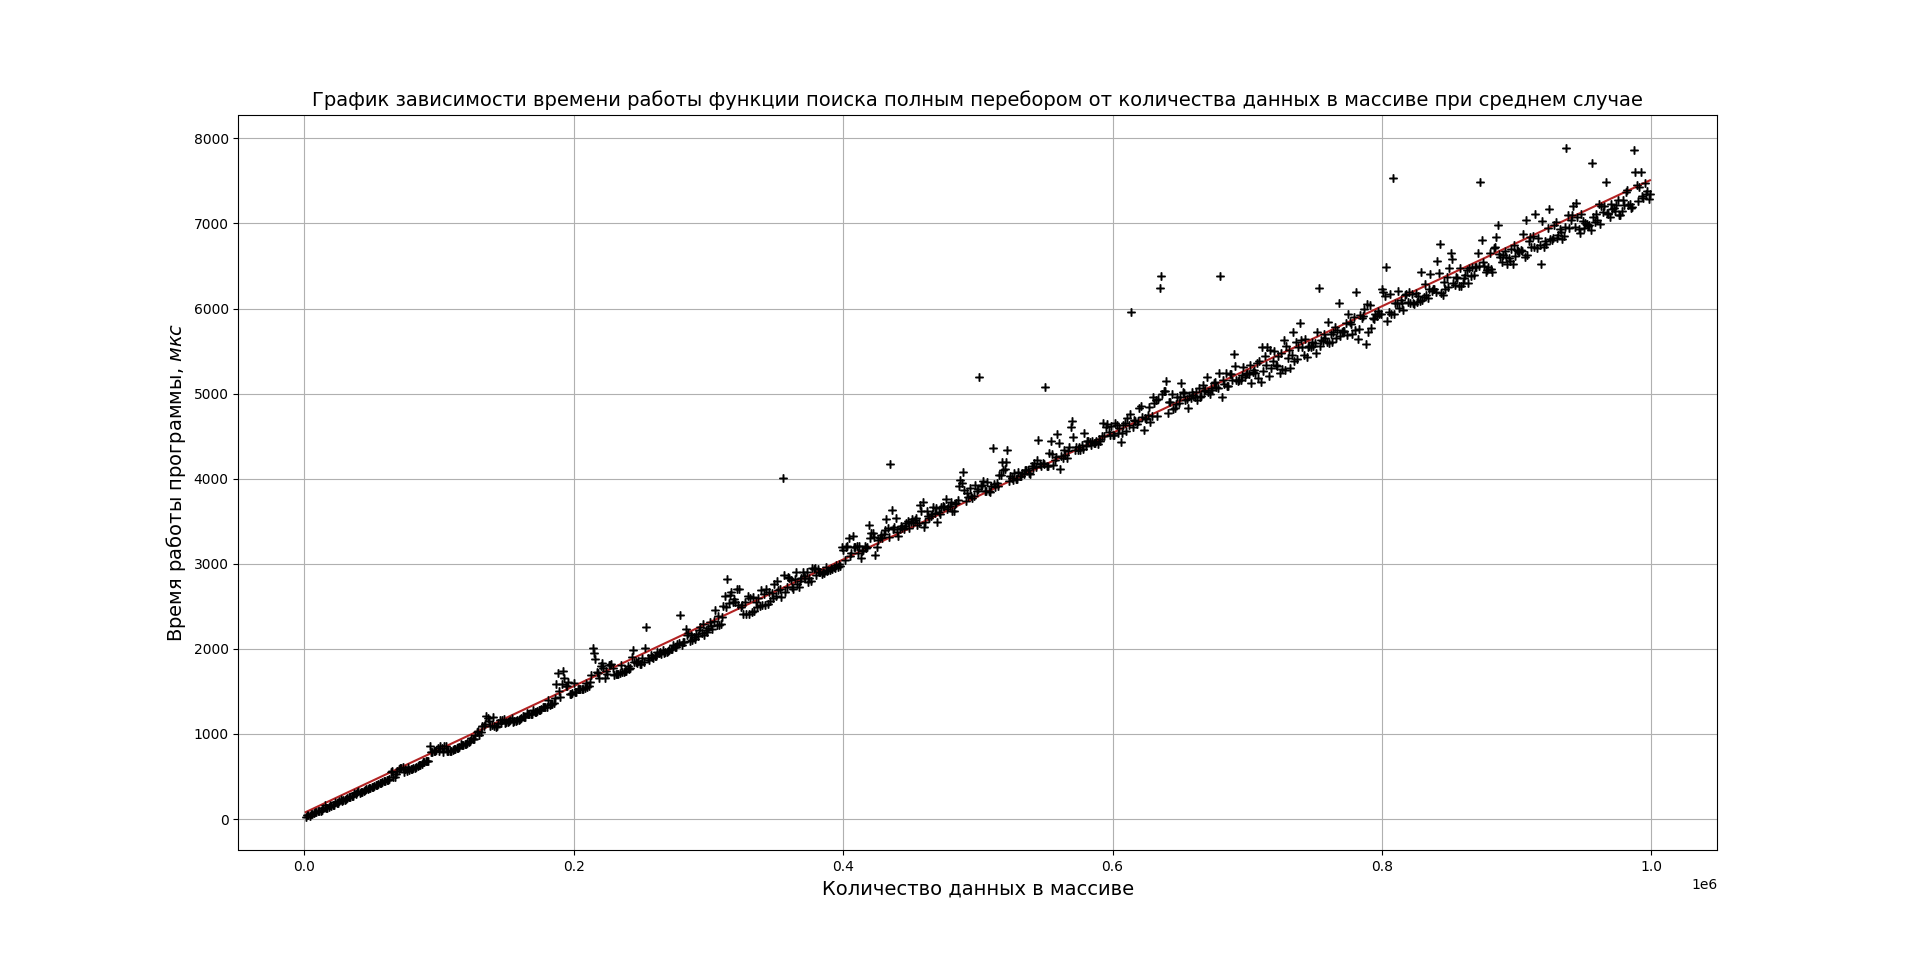 График зависимости времени работы функции поиска полным перебором от количества данных в массиве при среднем случае
8000
7000
6000
5000
4000
3000
2000
1000
0
Время работы программы, мкс
0.0 0.2 0.4 0.6 0.8 1.0
1e6
Количество данных в массиве